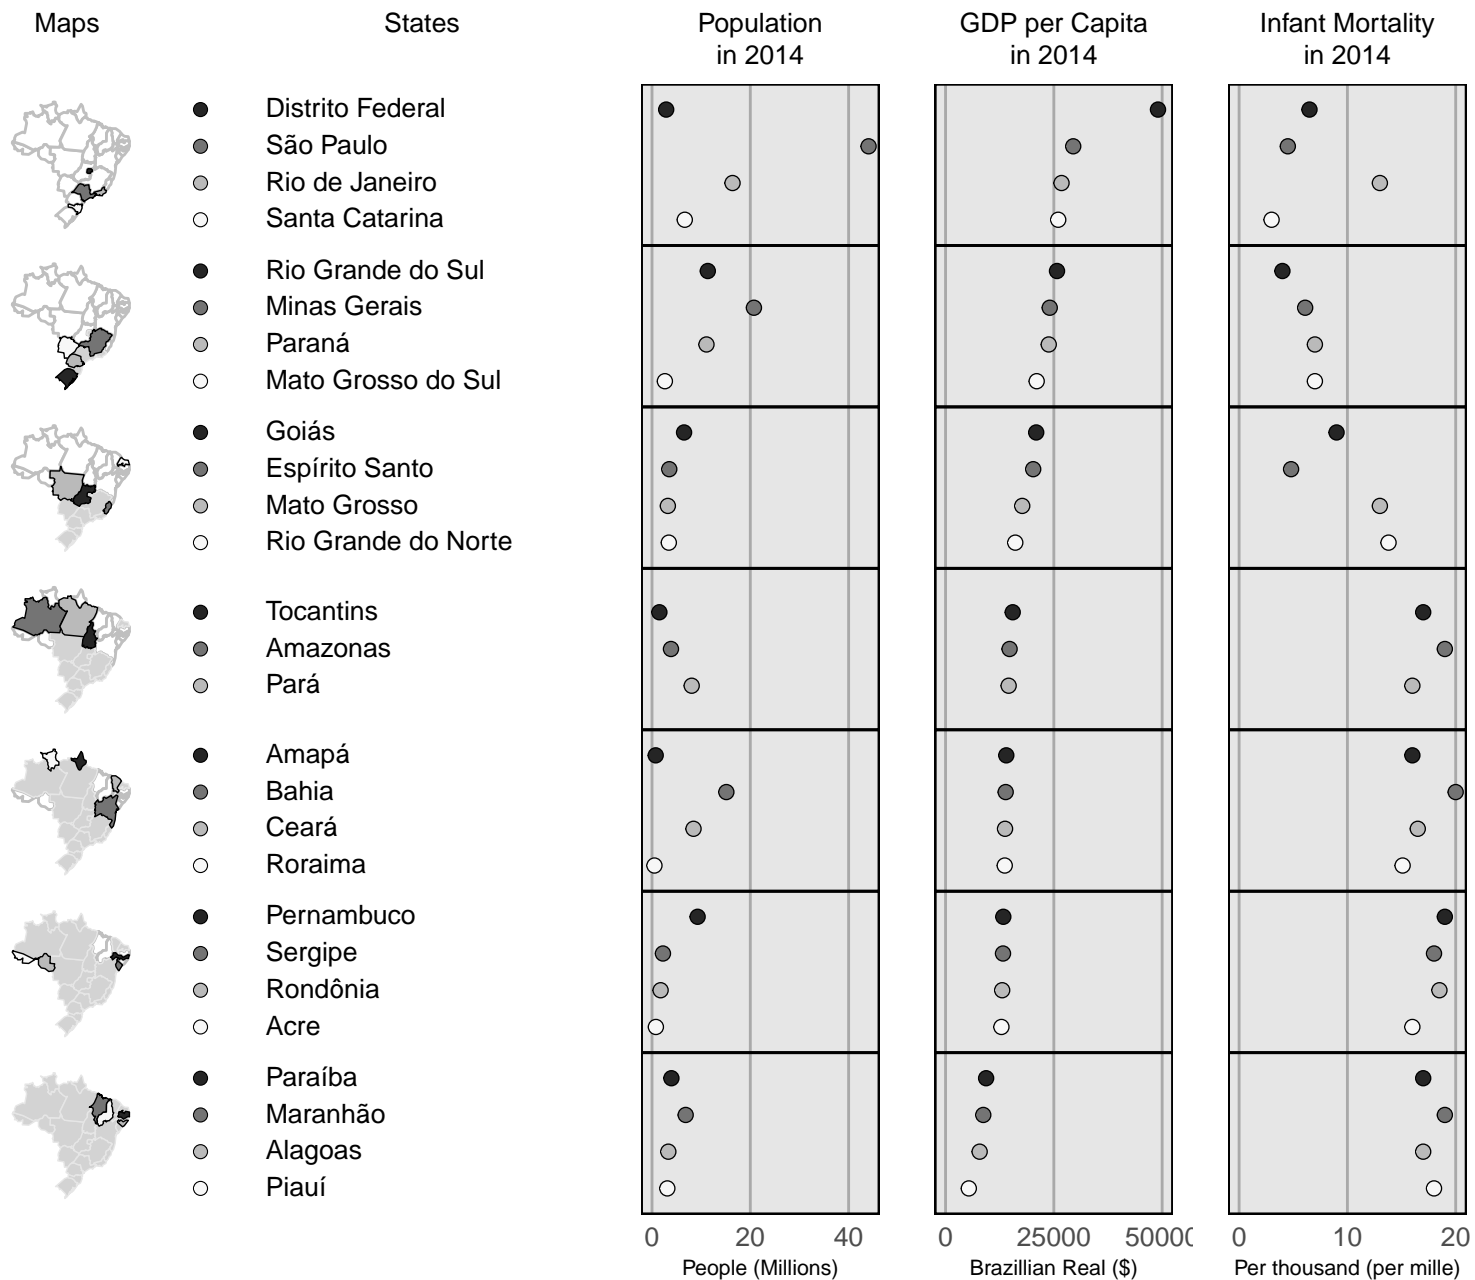 Maps
States
Population
in 2014
GDP per Capita
in 2014
Infant Mortality
in 2014
Distrito Federal
São Paulo
Rio de Janeiro
Santa Catarina
Rio Grande do Sul
Minas Gerais
Paraná
Mato Grosso do Sul
Goiás
Espírito Santo
Mato Grosso
Rio Grande do Norte
Tocantins
Amazonas
Pará
Amapá
Bahia
Ceará
Roraima
Pernambuco
Sergipe
Rondônia
Acre
Paraíba
Maranhão
Alagoas
Piauí
0 20 40
People (Millions)
0 25000 50000
Brazillian Real ($)
0 10 20
Per thousand (per mille)